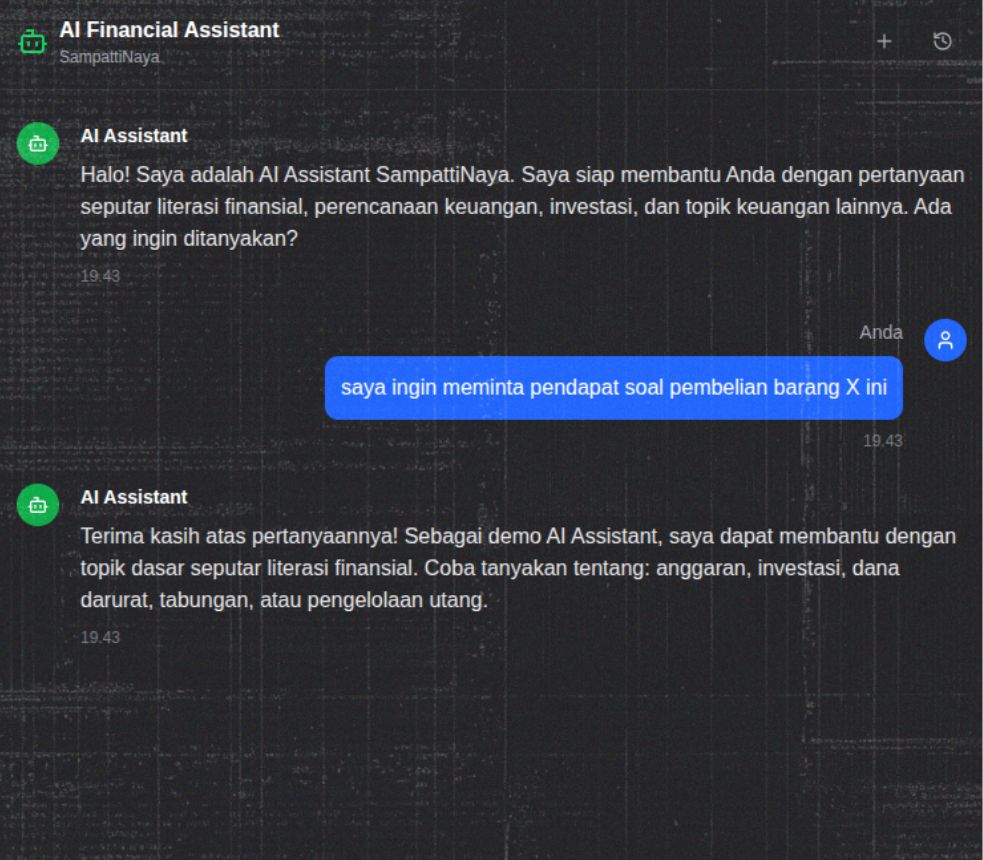 AI Financial Assistant
SampattiNaya
AI Assistant
Halo! Saya adalah AI Assistant SampattiNaya. Saya siap membantu Anda dengan pertanyaan
seputar literasi finansial, perencanaan keuangan, investasi, dan topik keuangan lainnya. Ada
yang ingin ditanyakan?
19.43
Anda
saya ingin meminta pendapat soal pembelian barang X ini
19.43
AI Assistant
Terima kasih atas pertanyaannya! Sebagai demo AI Assistant, saya dapat membantu dengan
topik dasar seputar literasi finansial. Coba tanyakan tentang: anggaran, investasi, dana
darurat, tabungan, atau pengelolaan utang.
19.43